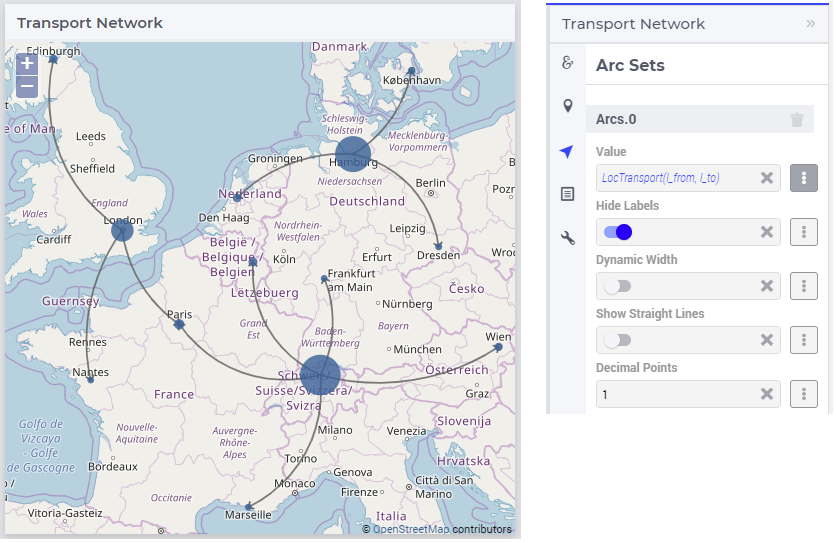 Transport Network
Edinburgh
+
−
Danmark
København
e of Man
Leeds
Schleswig-
Holstein
Mecklenburg-
Vorpommern
Sheffield
Groningen
Hamburg
B
England
Nederland
Niedersachsen
Berlin
Pozr
Wales
Den Haag
Deutschland
London
Nordrhein-
Westfalen
Leipzig
Cardiff
België /
Belgique /
Belgien
Köln
Erfurt
Dresden
Wroc
Frankfurt
am Main
Guernsey
Lëtzebuerg
Česko
Paris
Nürnberg
Grand
Est
Baden-
Württemberg
Bayern
Rennes
Wien
München
Nantes
Schweiz/
Suisse/Svizzera/
Svizra
Österreich
France
Graz
Golfo de
Vizcaya
- Golfe
de Gascogne
Nouvelle-
Aquitaine
Auvergne-
Rhône-
Alpes
Slovenija
Milano
Venezia
Bordeaux
Torino
Hrvatska
Genova
Monaco
Città di San
Marino
Occitanie
Firenze
Vitoria-Gasteiz
Marseille
Italia
© OpenStreetMap contributors
Transport Network
»
Arc Sets
Arcs.0
Value
LocTransport(l_from, l_to)
Hide Labels
Dynamic Width
Show Straight Lines
Decimal Points
1